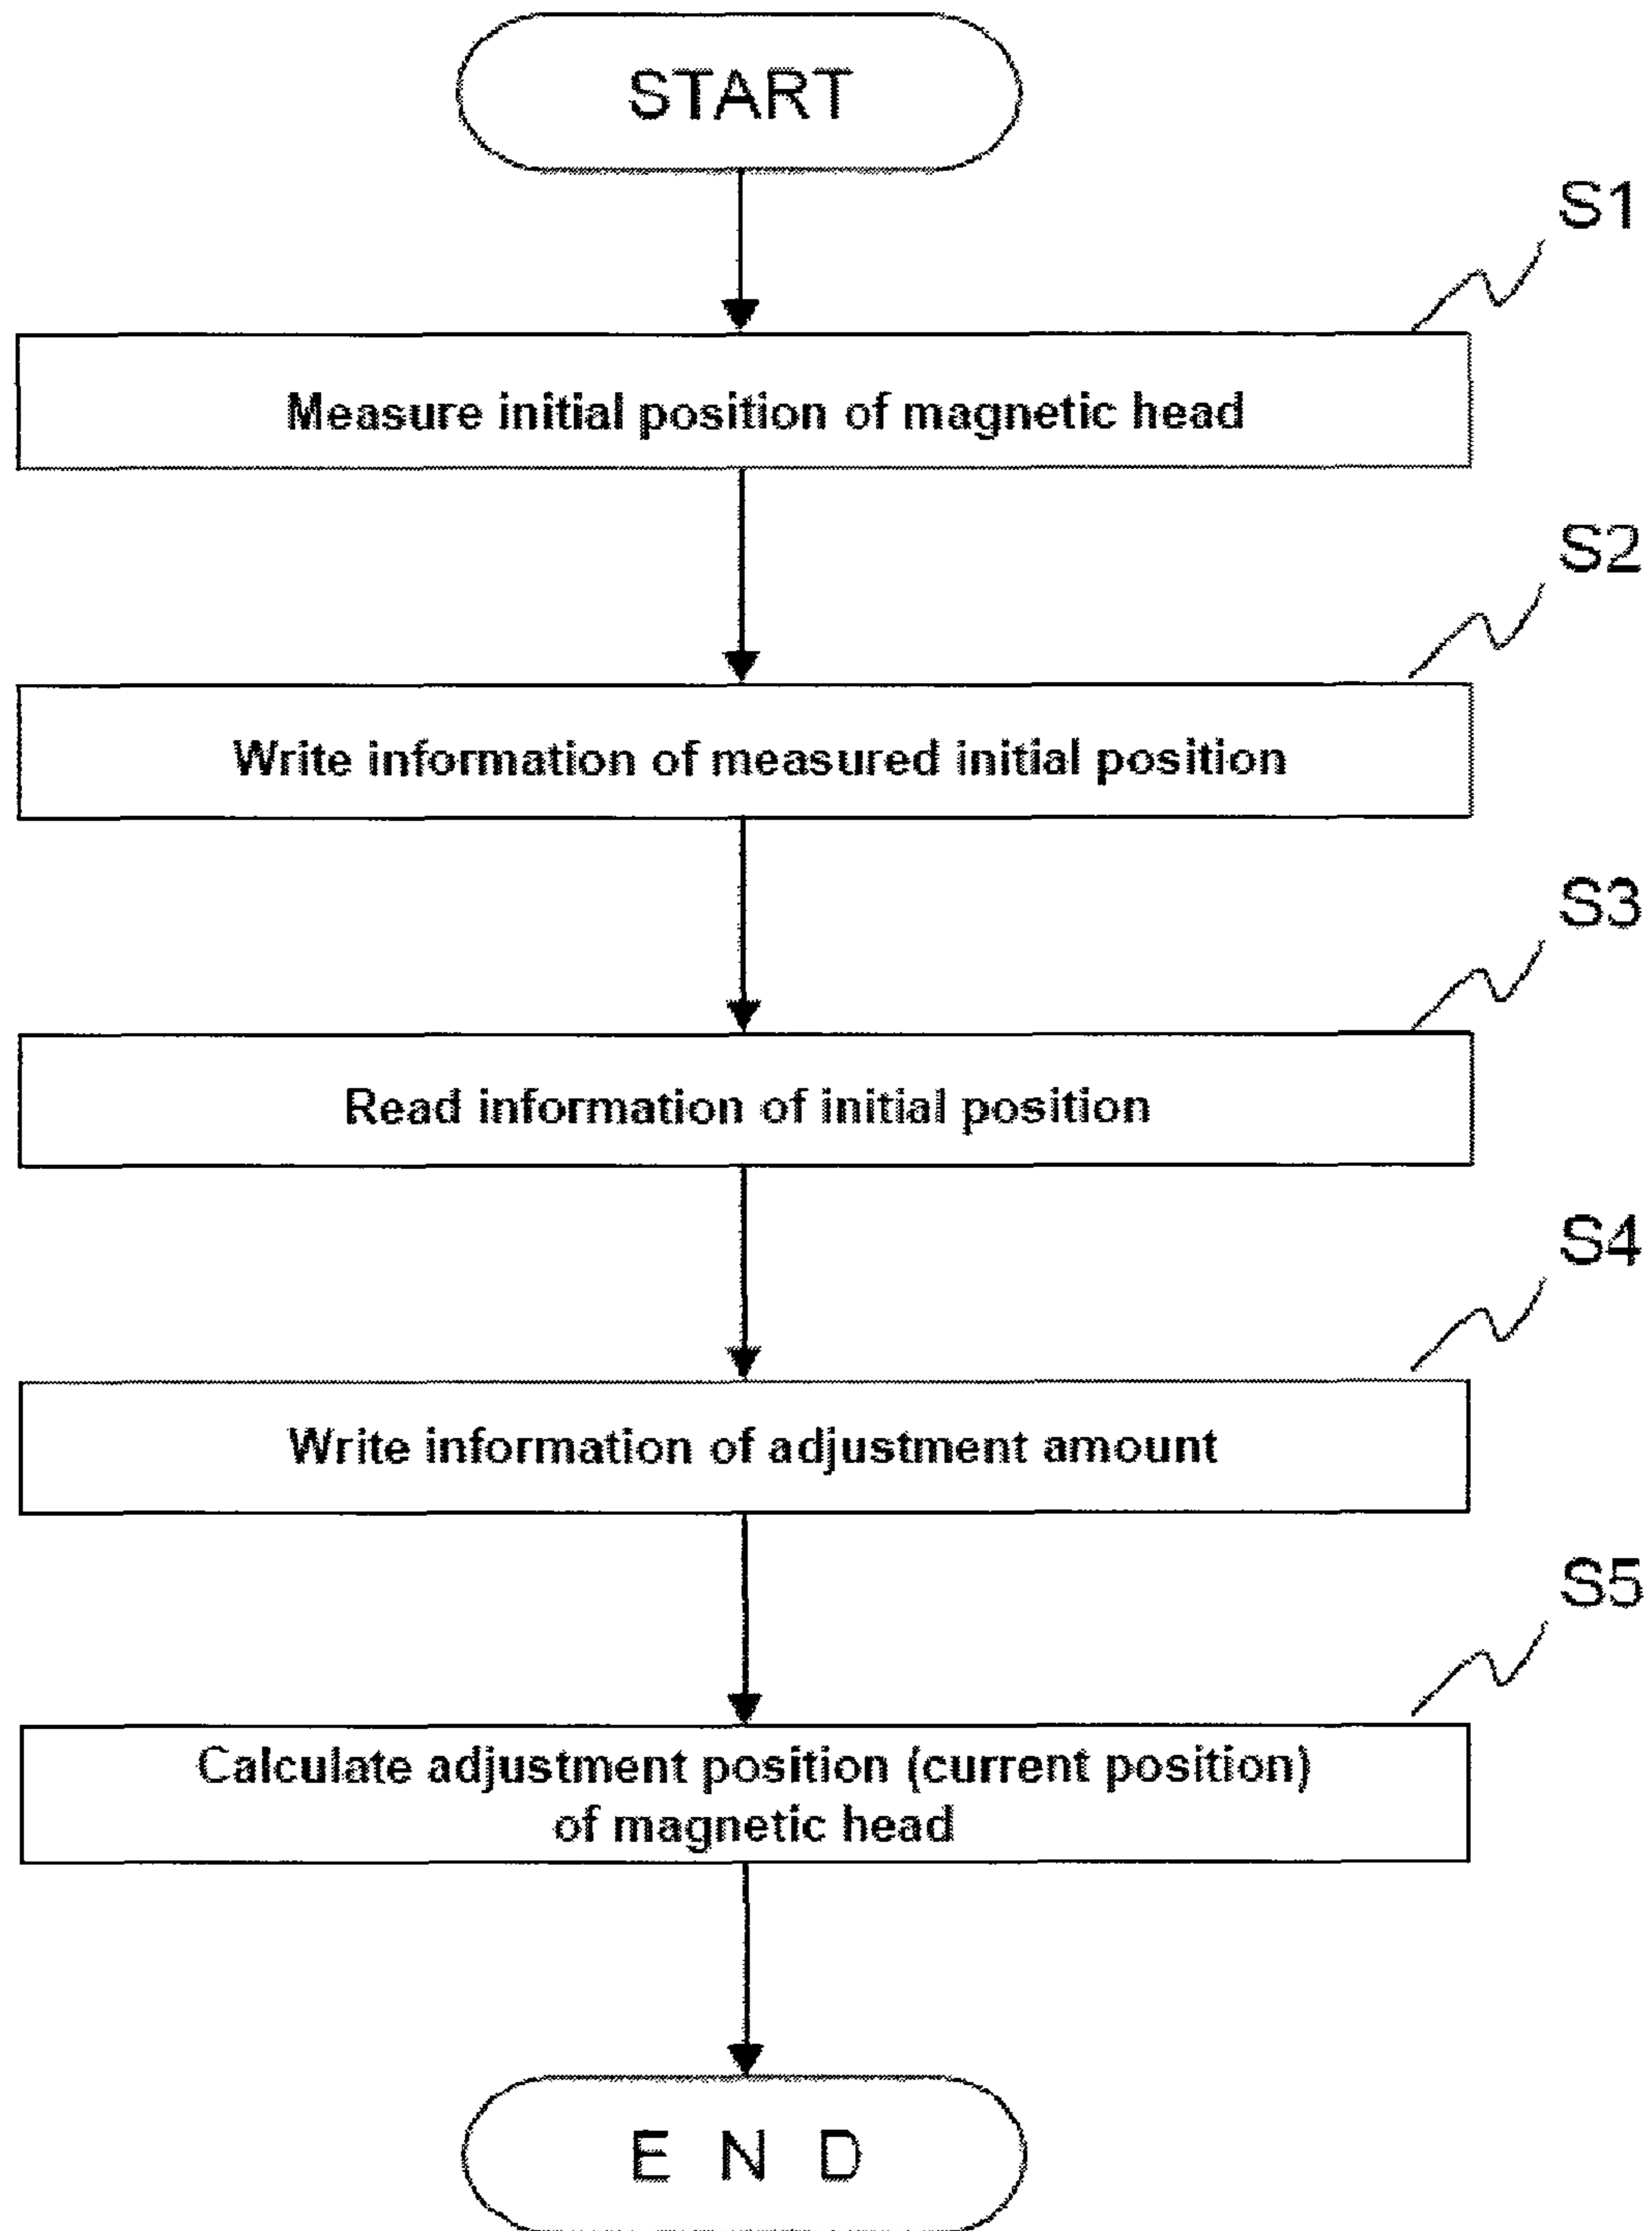 START
S1
Measure initial position of magnetic head
S2
Write information of measured initial position
S3
Read information of initial position
S4
Write information of adjustment amount
S5
Calculate adjustment position (current position)
of magnetic head
E N D